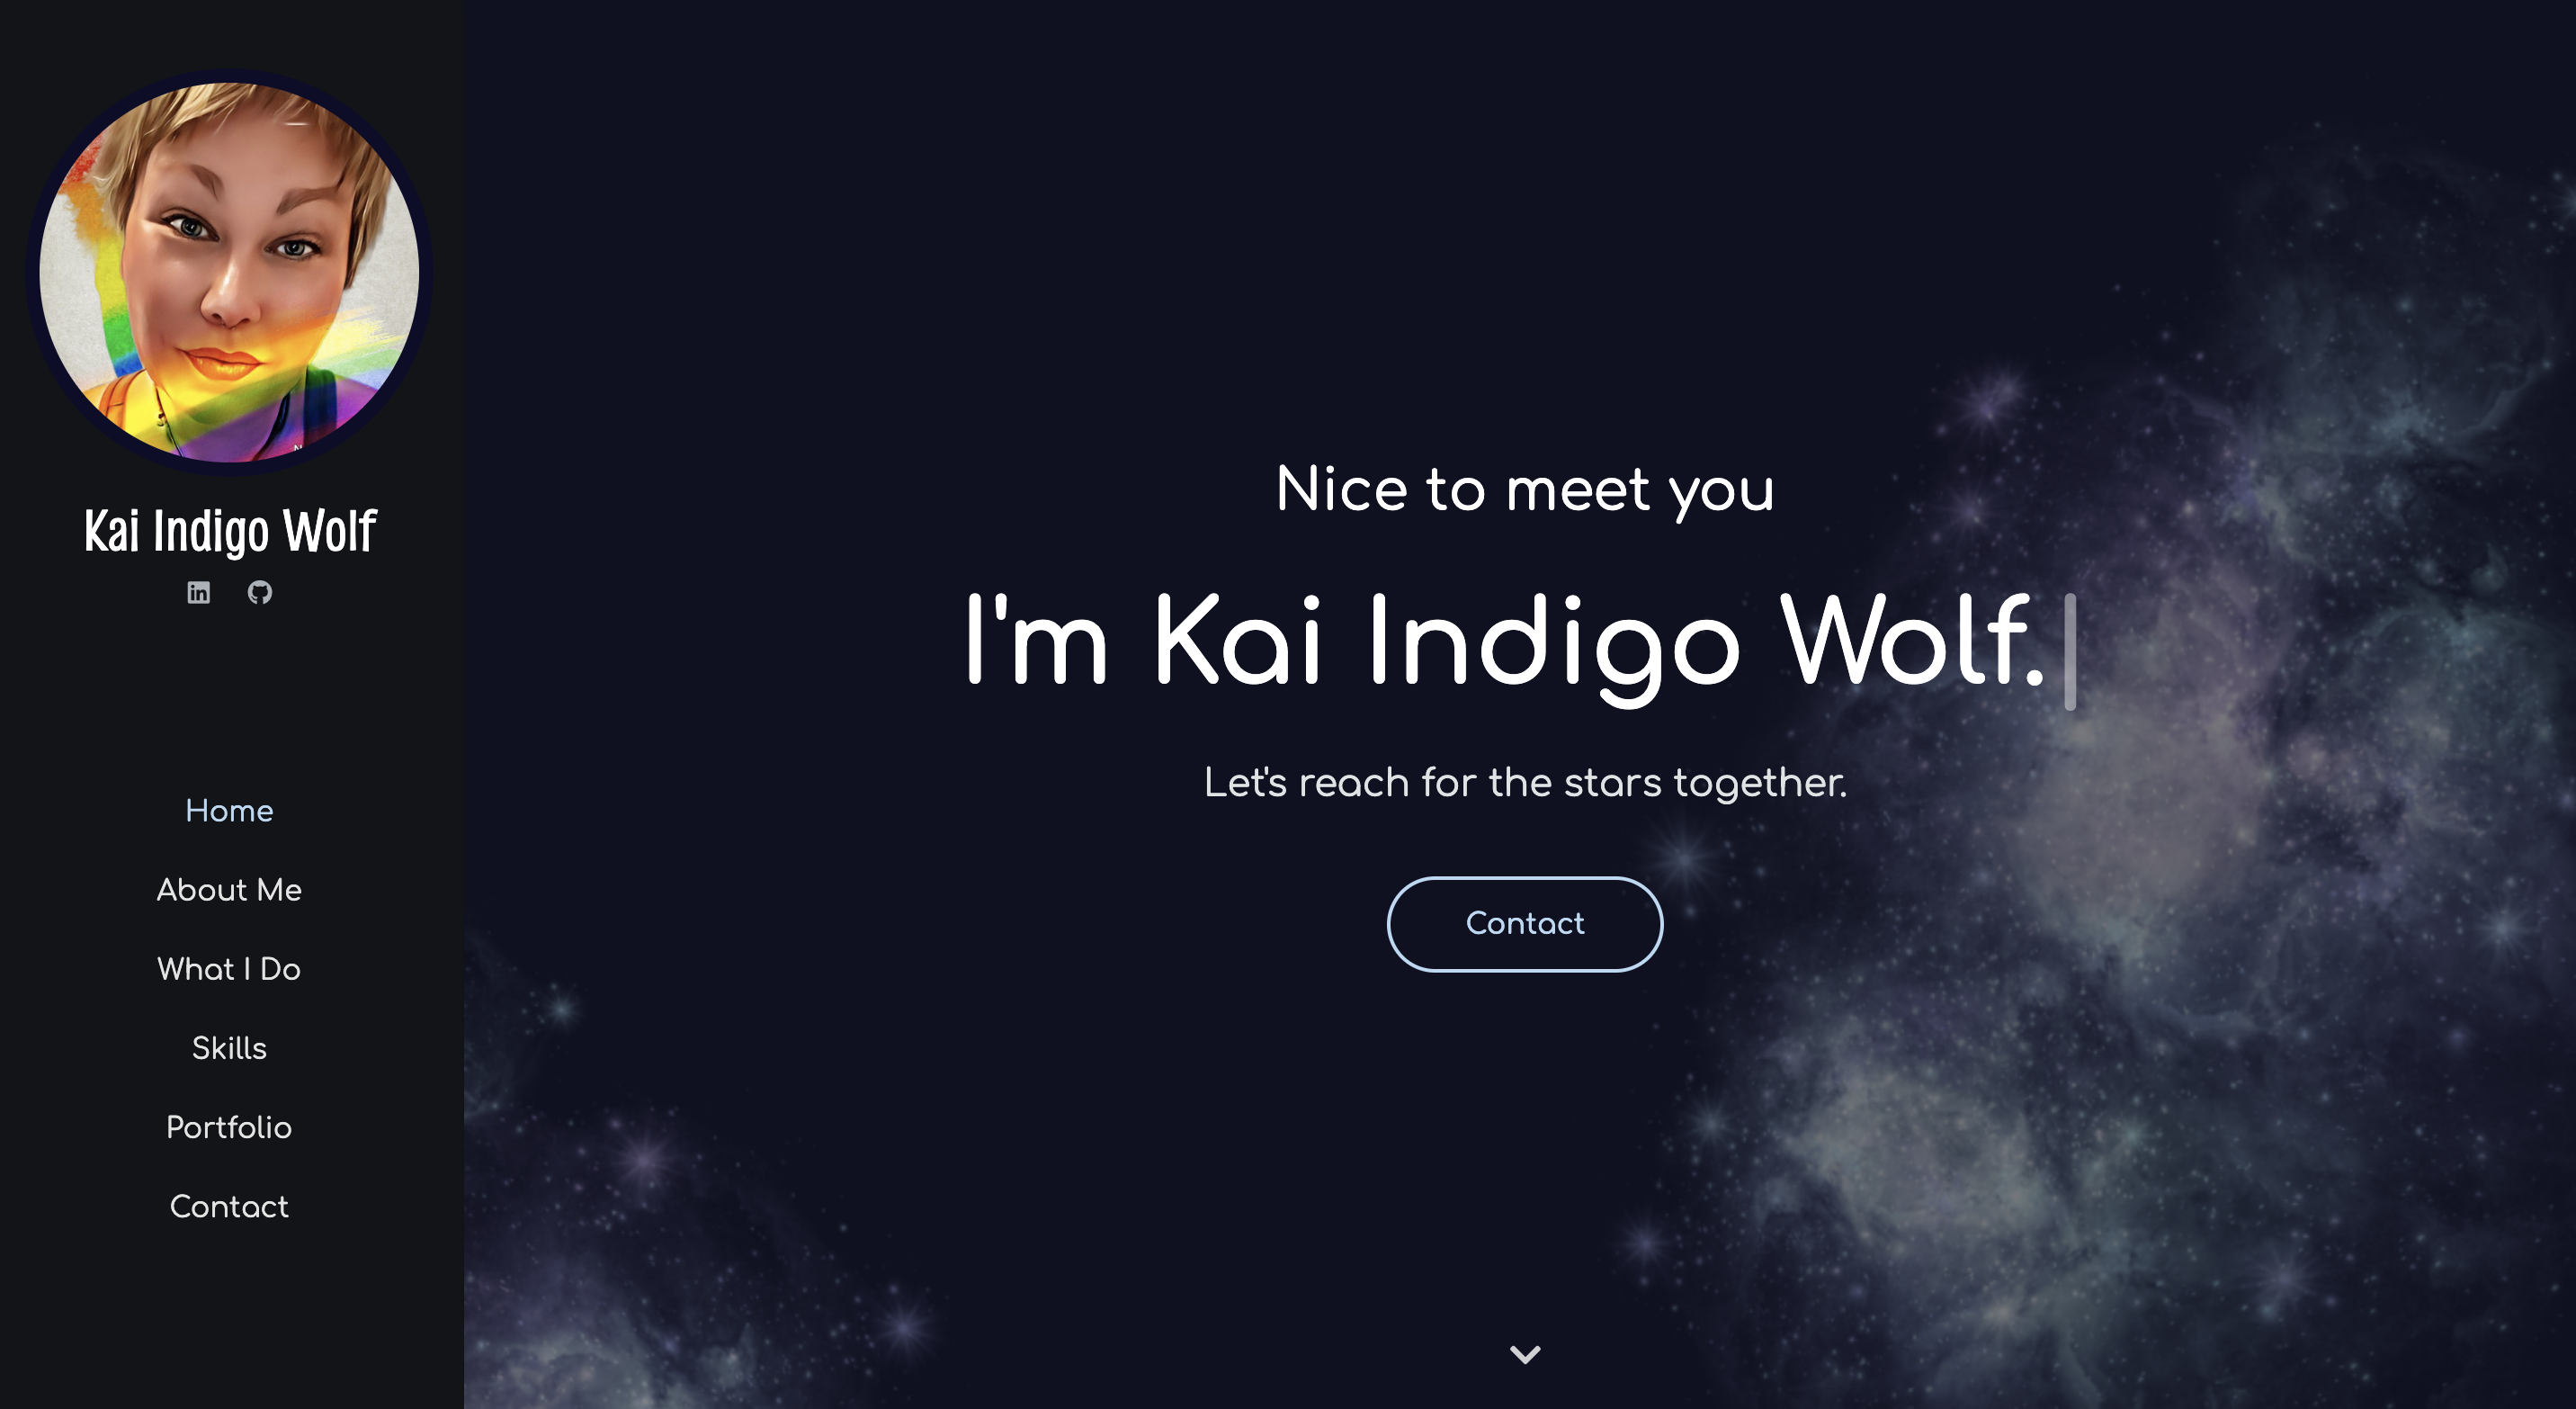 Kai Indigo Wolf
in
Home
About Me
What I Do
Skills
Portfolio
Contact
Nice to meet you
I'm Kai Indigo Wolf.
Let's reach for the stars together.
Contact